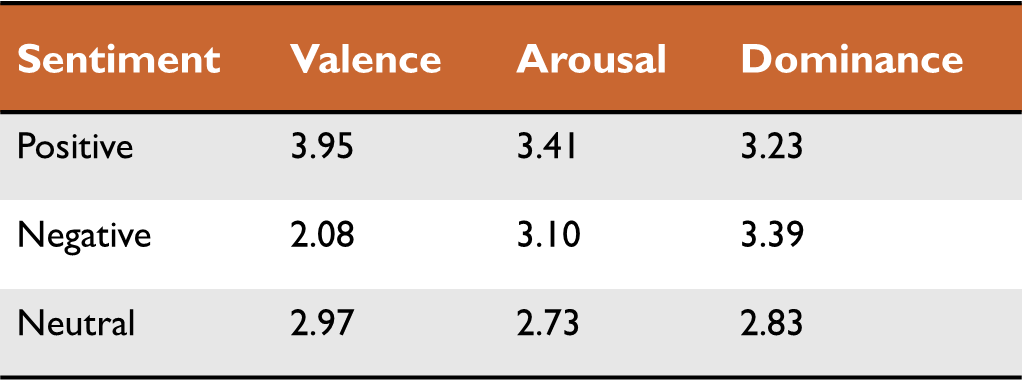 Sentiment Valence Arousal Dominance
Positive 3.95 3.41 3.23
Negative 2.08 3.10 3.39
Neutral 2.97 2.73 2.83